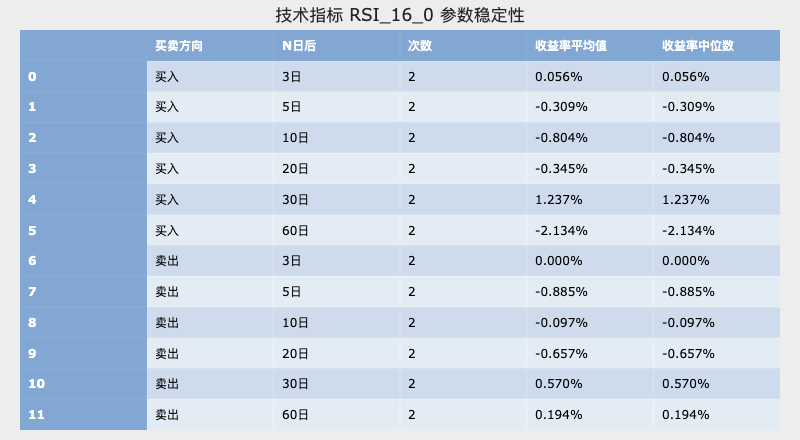 技术指标 RSI_16_0 参数稳定性
买卖方向 N日后 次数 收益率平均值 收益率中位数
0 买入 3日 2 0.056% 0.056%
1 买入 5日 2 -0.309% -0.309%
2 买入 10日 2 -0.804% -0.804%
3 买入 20日 2 -0.345% -0.345%
4 买入 30日 2 1.237% 1.237%
5 买入 60日 2 -2.134% -2.134%
6 卖出 3日 2 0.000% 0.000%
7 卖出 5日 2 -0.885% -0.885%
8 卖出 10日 2 -0.097% -0.097%
9 卖出 20日 2 -0.657% -0.657%
10 卖出 30日 2 0.570% 0.570%
11 卖出 60日 2 0.194% 0.194%